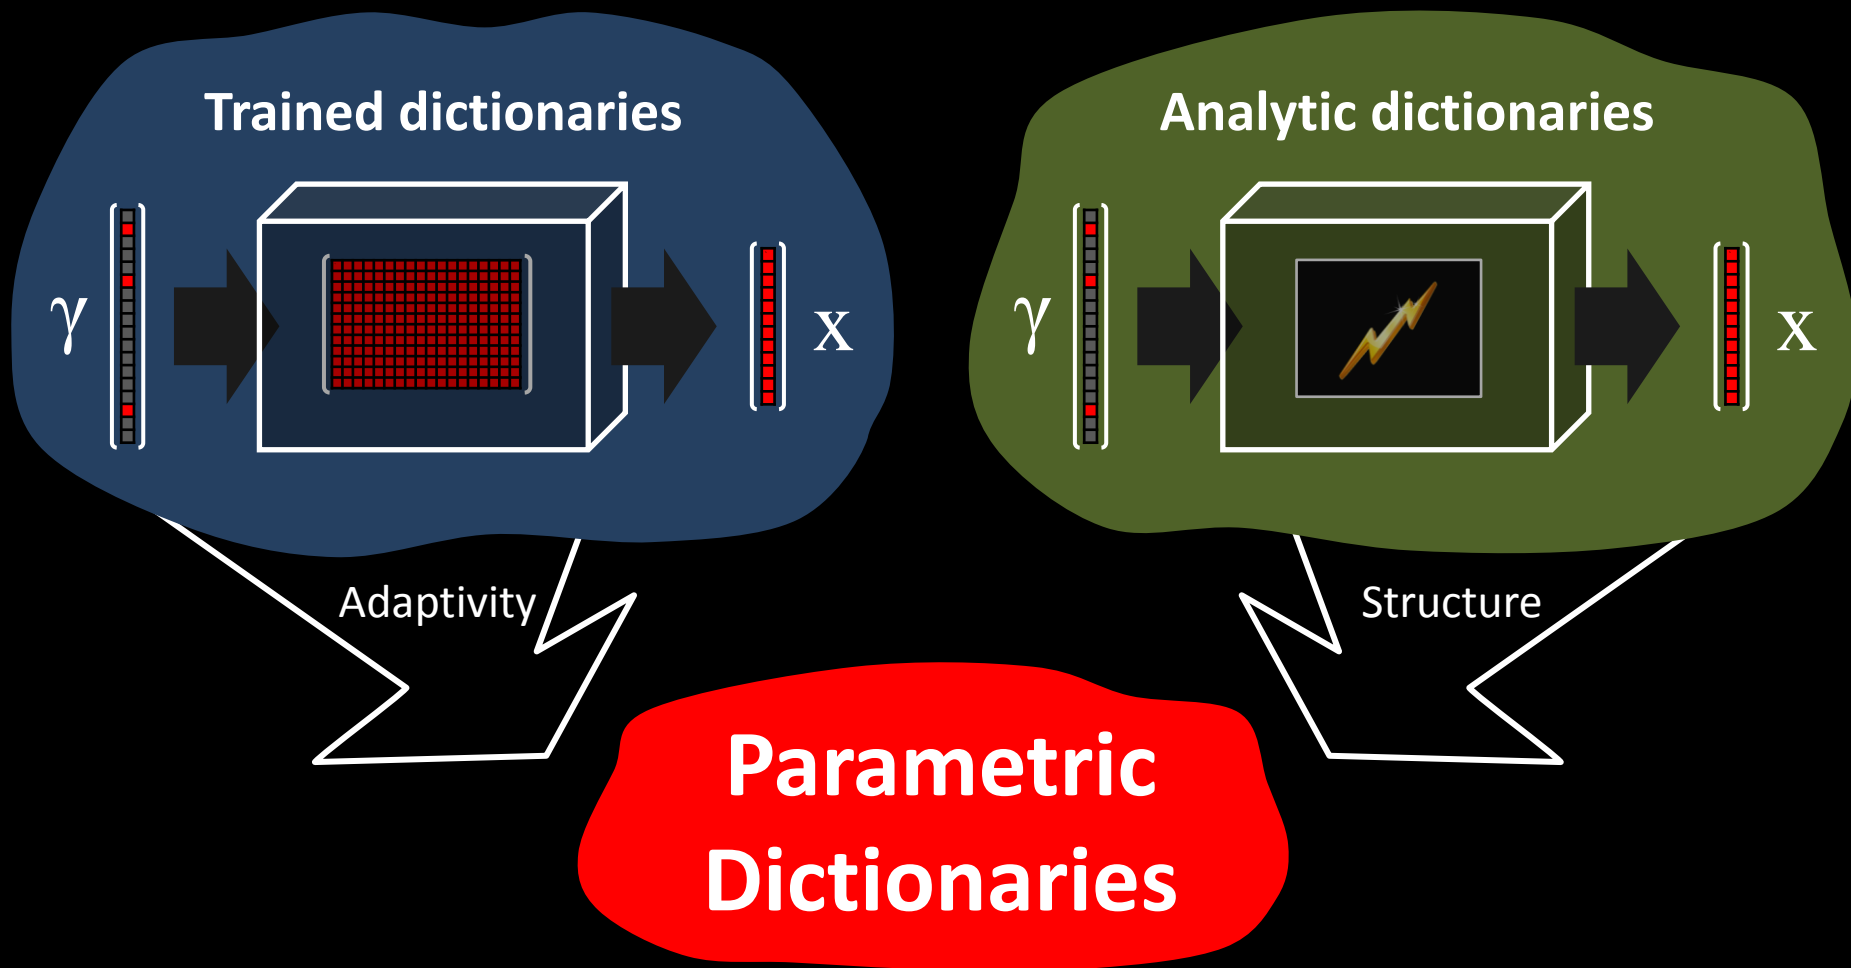 Trained dictionaries
γ
x
Analytic dictionaries
γ
x
Adaptivity
Structure
Parametric
Dictionaries